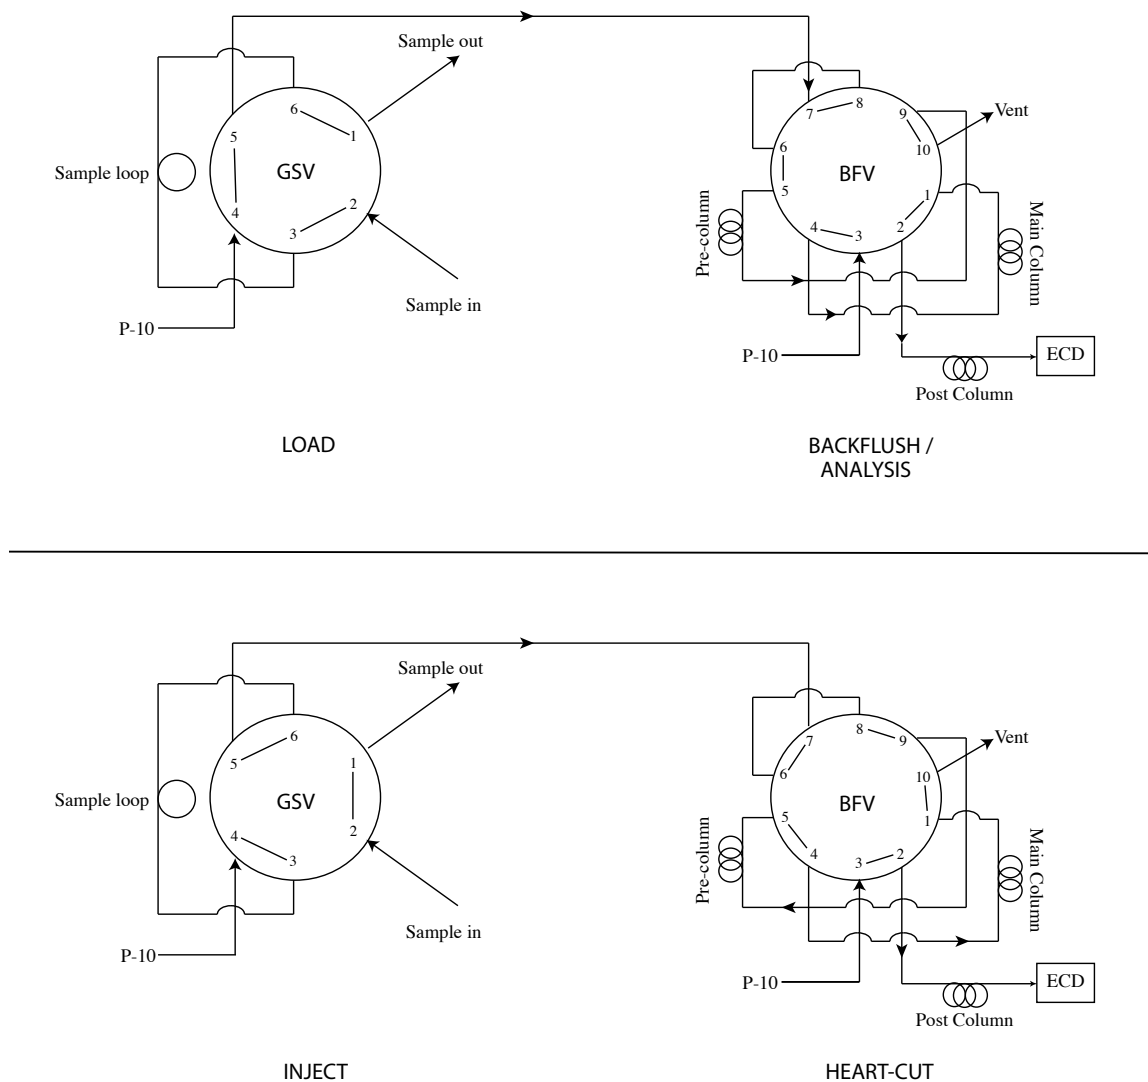 Sample out
6
1
5
Sample loop
GSV
4
2
3
Sample in
P-10
LOAD
7
8
9
Vent
10
6
BFV
5
1
2
4
3
Pre-column
Main Column
P-10
ECD
Post Column
BACKFLUSH /
ANALYSIS
Sample out
6
5
1
Sample loop
GSV
4
2
3
Sample in
P-10
INJECT
8
9
7
Vent
6
10
BFV
5
1
4
3
2
Pre-column
Main Column
P-10
ECD
Post Column
HEART-CUT